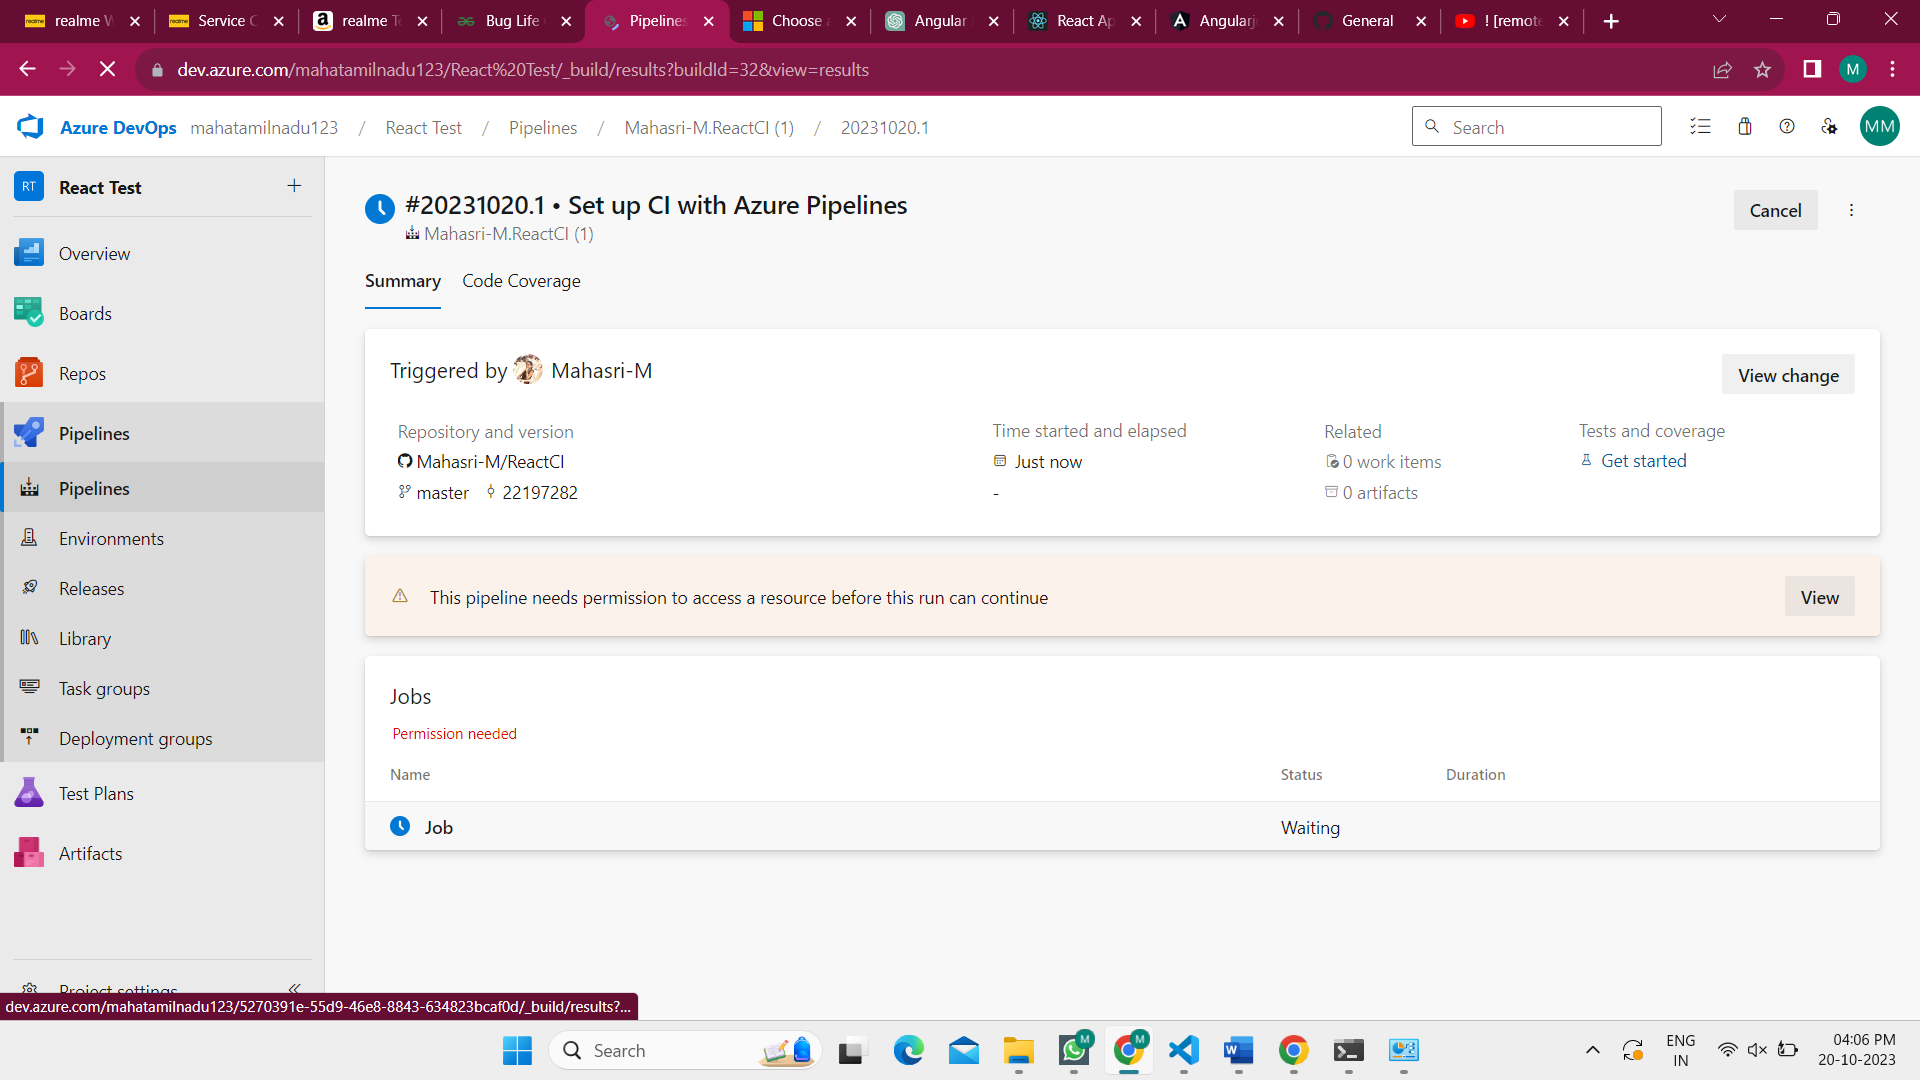 realme W
Service C
realme Te
Bug Life
Pipelines
Choose a
Angular
React Ap
Angularj
General
! [remote
dev.azure.com/mahatamilnadu123/React%20Test/_build/results?buildId=32&view=results
M
Azure DevOps
mahatamilnadu123 / React Test / Pipelines / Mahasri-M.ReactCI (1) / 20231020.1
Search
MM
RT
React Test
Overview
Boards
Repos
Pipelines
Pipelines
Environments
Releases
Library
Task groups
Deployment groups
Test Plans
Artifacts
Project settings
dev.azure.com/mahatamilnadu123/5270391e-55d9-46e8-8843-634823bcaf0d/_build/results?...
#20231020.1 • Set up CI with Azure Pipelines
Mahasri-M.ReactCI (1)
Cancel
Summary
Code Coverage
Triggered by Mahasri-M
View change
Repository and version
Mahasri-M/ReactCI
master 22197282
Time started and elapsed
Just now
-
Related
0 work items
0 artifacts
Tests and coverage
Get started
This pipeline needs permission to access a resource before this run can continue
View
Jobs
Permission needed
Name Status Duration
Job Waiting
Search
M
M
ENG
IN
04:06 PM
20-10-2023